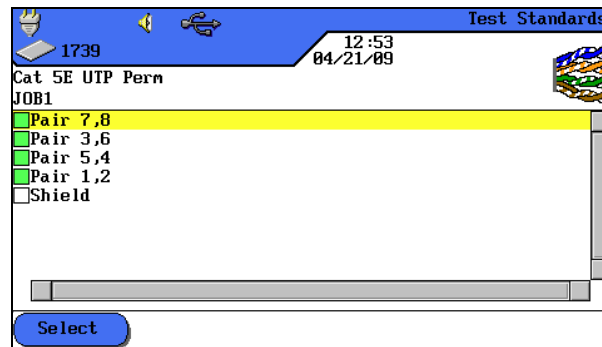 Test Standards
1739
12:53
04/21/09
Cat 5E UTP Perm
JOB1
Pair 7,8
Pair 3,6
Pair 5,4
Pair 1,2
Shield
Select